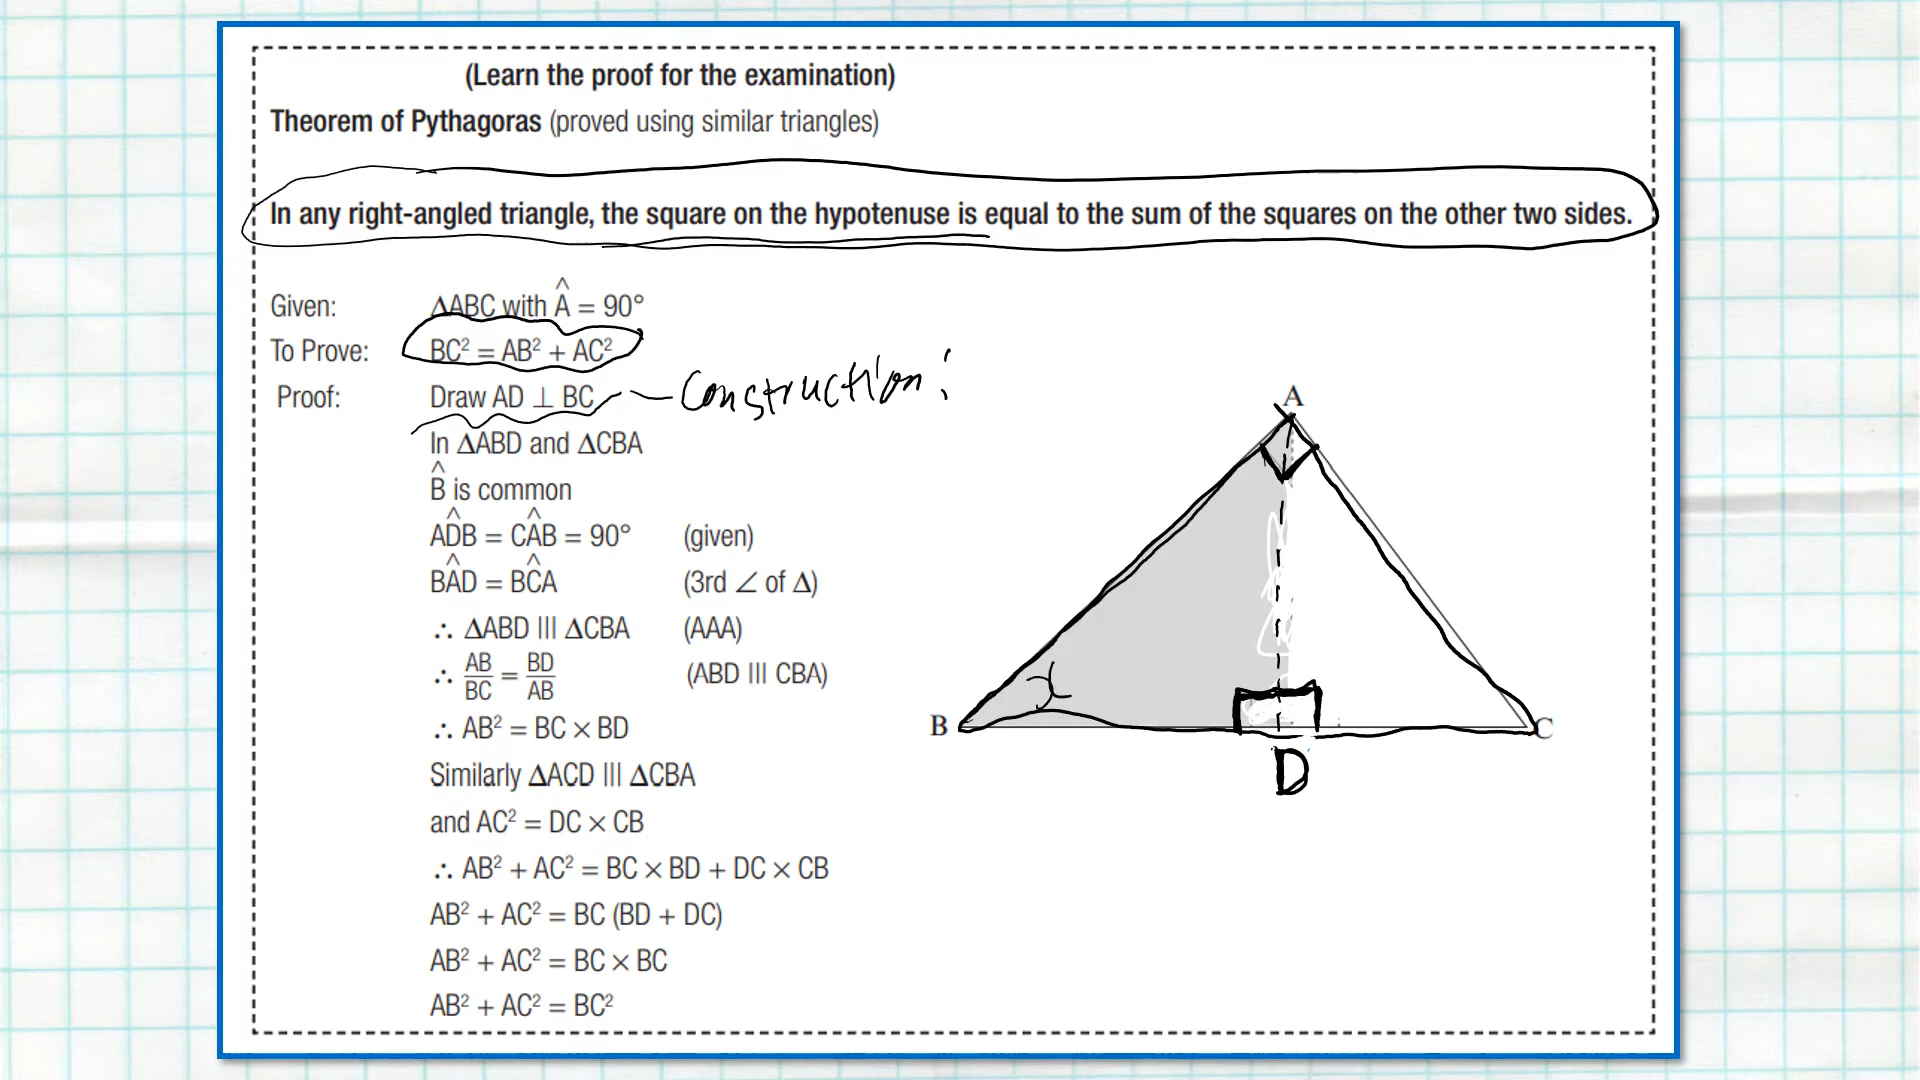 (Learn the proof for the examination)
Theorem of Pythagoras (proved using similar triangles)
In any right-angled triangle, the square on the hypotenuse is equal to the sum of the squares on the other two sides.
Given: ΔABC with Â = 90°
To Prove: BC² = AB² + AC²
Proof: Draw AD ⊥ BC — Construction:
In ΔABD and ΔCBA
B̂ is common
AD̂B = CÂB = 90° (given)
BÂD = BĈA (3rd ∠ of Δ)
∴ ΔABD ||| ΔCBA (AAA)
∴ AB/BC = BD/AB (ABD ||| CBA)
∴ AB² = BC × BD
Similarly ΔACD ||| ΔCBA
and AC² = DC × CB
∴ AB² + AC² = BC × BD + DC × CB
AB² + AC² = BC (BD + DC)
AB² + AC² = BC × BC
AB² + AC² = BC²
A
x
B
C
D